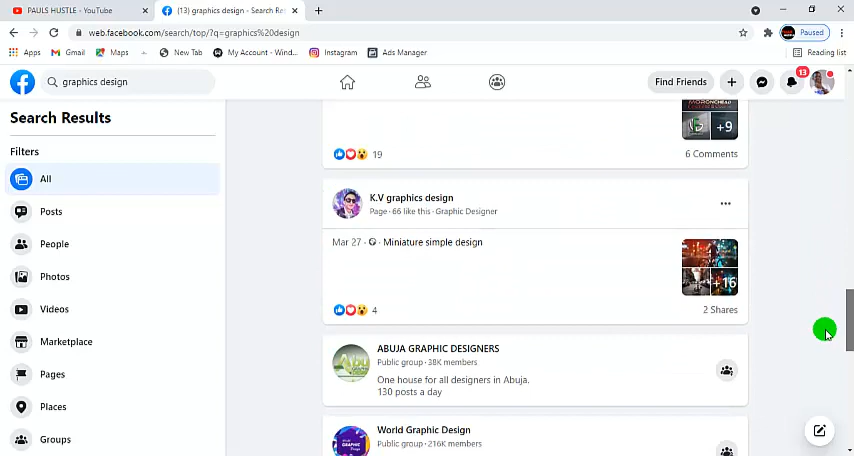 PAULS HUSTLE - YouTube
(13) graphics design - Search Res
web.facebook.com/search/top/?q=graphics%20design
Paused
Apps
Gmail
Maps
New Tab
My Account - Wind...
Instagram
Ads Manager
Reading list
graphics design
Find Friends
13
Search Results
Filters
All
Posts
People
Photos
Videos
Marketplace
Pages
Places
Groups
+9
19
6 Comments
K.V graphics design
Page · 66 like this · Graphic Designer
Mar 27 · · Miniature simple design
+16
4
2 Shares
ABUJA GRAPHIC DESIGNERS
Public group · 38K members
One house for all designers in Abuja.
130 posts a day
World Graphic Design
Public group · 216K members